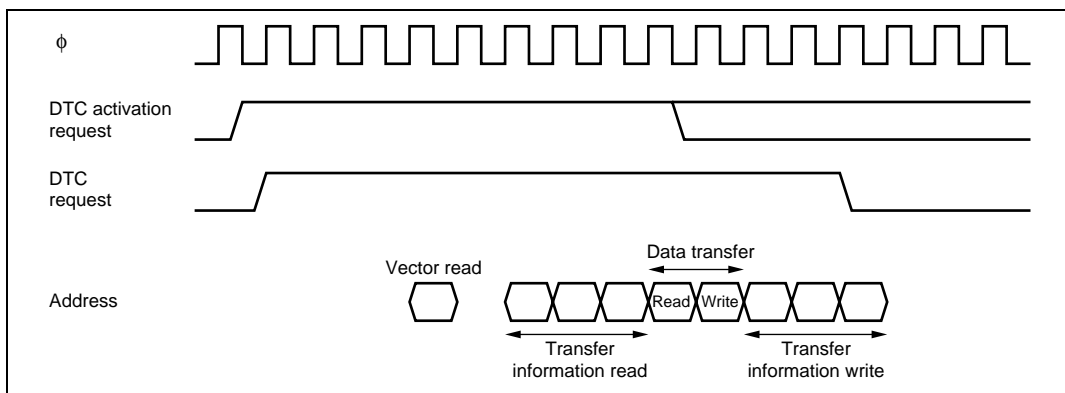 φ
DTC activation
request
DTC
request
Data transfer
Vector read
Address
Read Write
Transfer
information read
Transfer
information write